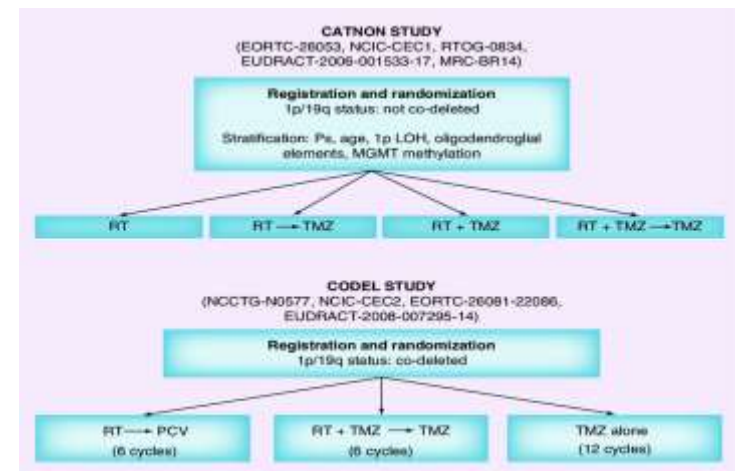 CATNON STUDY
(EORTC-26053, NCIC-CEC1, RTOG-0834,
EUDRACT-2006-001533-17, MRC-BR14)
Registration and randomization
1p/19q status: not co-deleted
Stratification: Ps, age, 1p LOH, oligodendroglial
elements, MGMT methylation
RT
RT → TMZ
RT + TMZ
RT + TMZ → TMZ
CODEL STUDY
(NCCTG-N0577, NCIC-CEC2, EORTC-26081-22086,
EUDRACT-2008-007295-14)
Registration and randomization
1p/19q status: co-deleted
RT → PCV
(6 cycles)
RT + TMZ → TMZ
(6 cycles)
TMZ alone
(12 cycles)